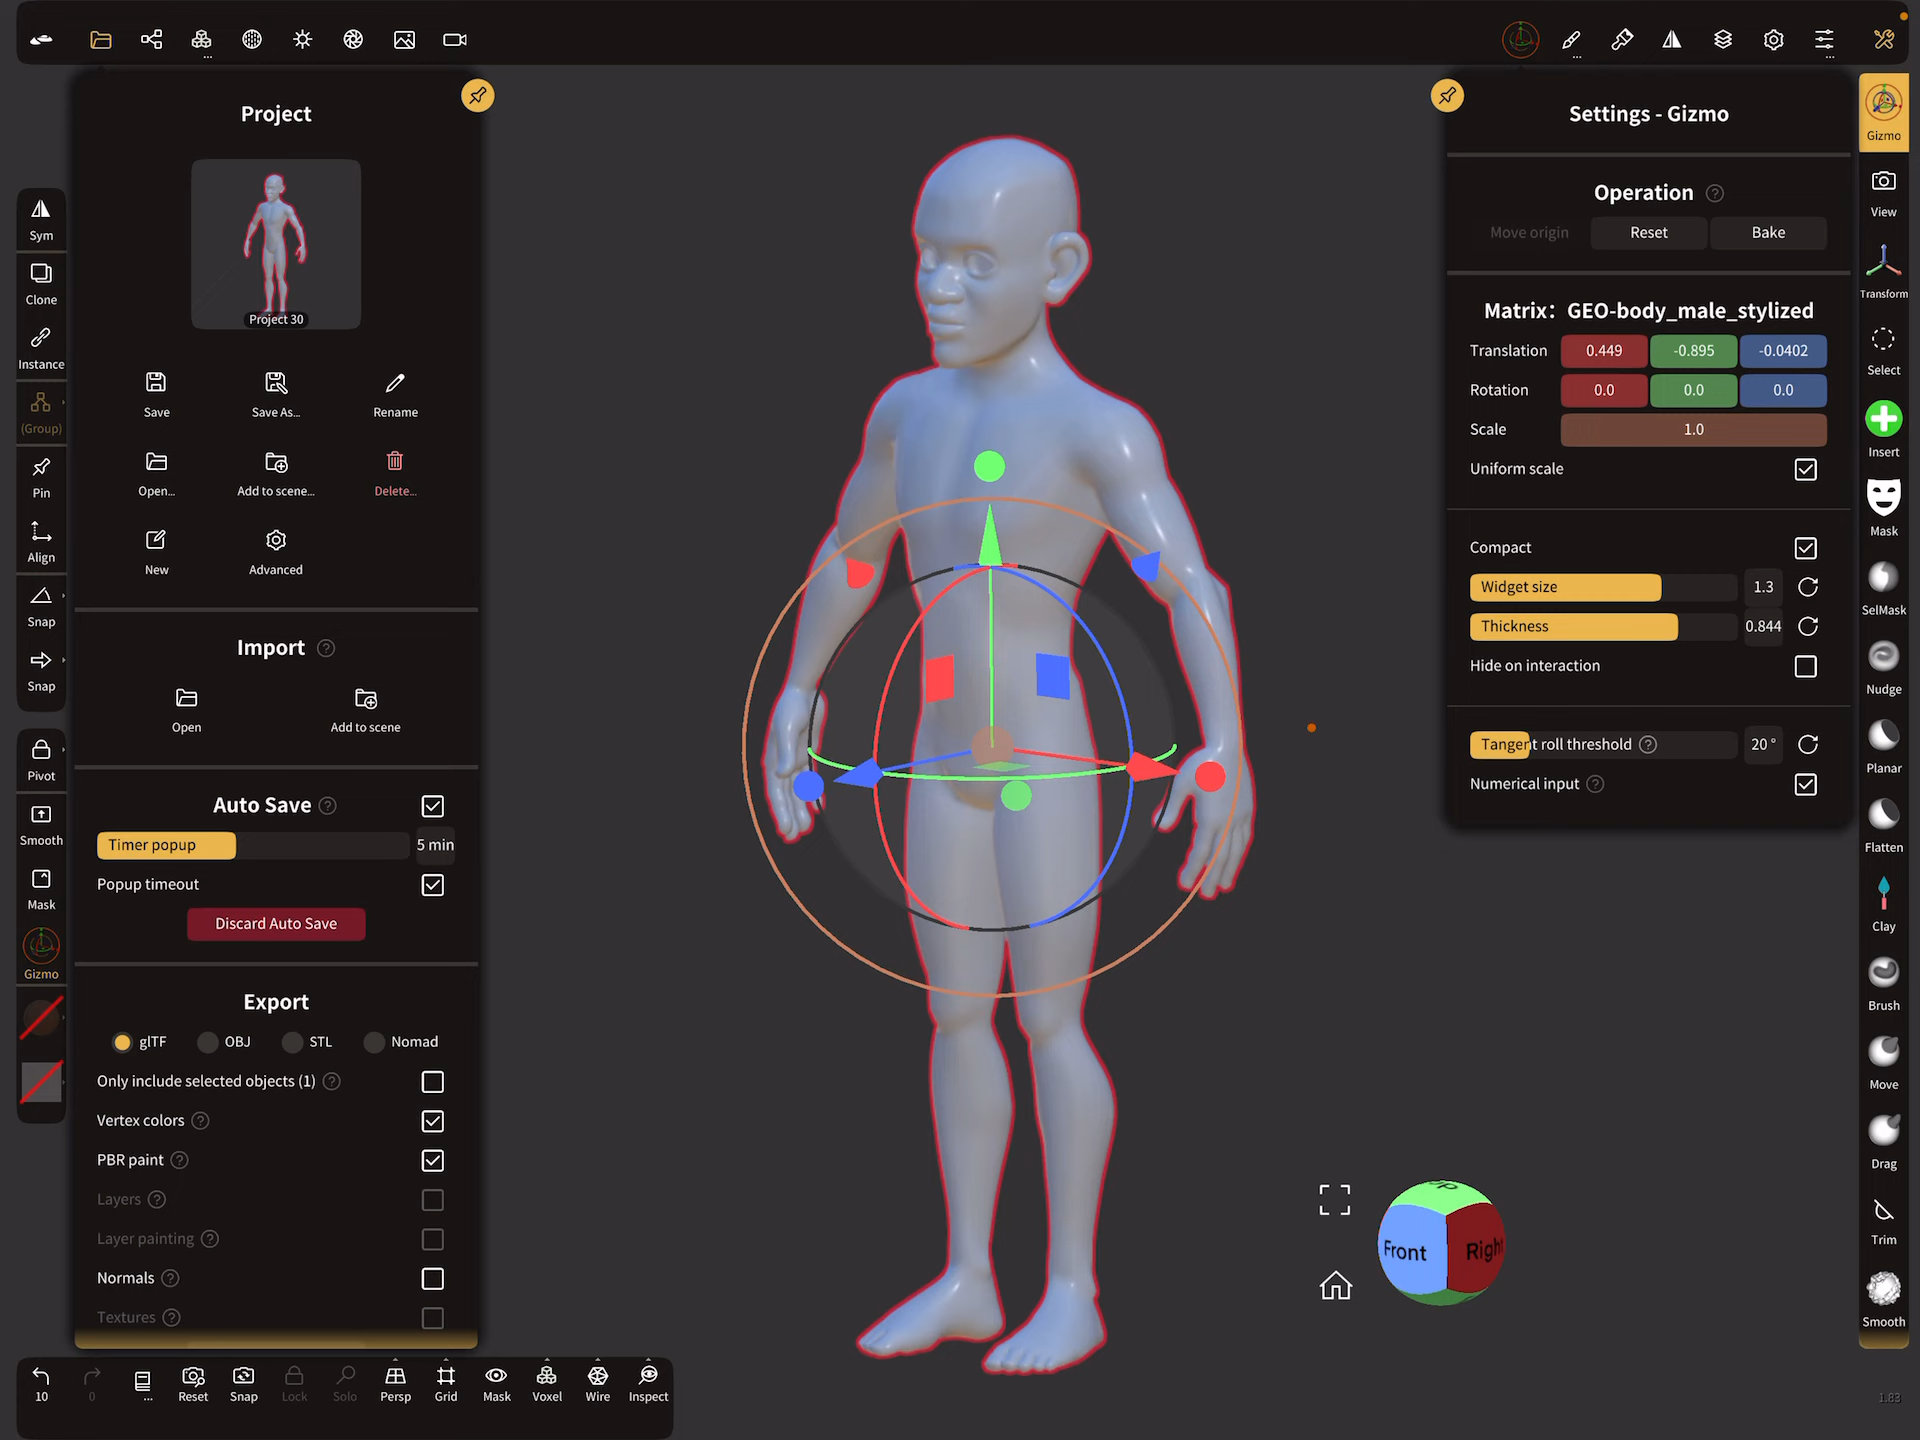 Project
Project 30
Save
Save As...
Rename
Open...
Add to scene...
Delete...
New
Advanced
Import
Open
Add to scene
Auto Save
Timer popup
5 min
Popup timeout
Discard Auto Save
Export
glTF
OBJ
STL
Nomad
Only include selected objects (1)
Vertex colors
PBR paint
Layers
Layer painting
Normals
Textures
Sym
Clone
Instance
(Group)
Pin
Align
Snap
Snap
Pivot
Smooth
Mask
Gizmo
10
0
...
Reset
Snap
Lock
Solo
Persp
Grid
Mask
Voxel
Wire
Inspect
Front
Right
Settings - Gizmo
Operation
Move origin
Reset
Bake
Matrix: GEO-body_male_stylized
Translation 0.449 -0.895 -0.0402
Rotation 0.0 0.0 0.0
Scale 1.0
Uniform scale
Compact
Widget size 1.3
Thickness 0.844
Hide on interaction
Tangent roll threshold 20 °
Numerical input
Gizmo
View
Transform
Select
Insert
Mask
SelMask
Nudge
Planar
Flatten
Clay
Brush
Move
Drag
Trim
Smooth
1.83